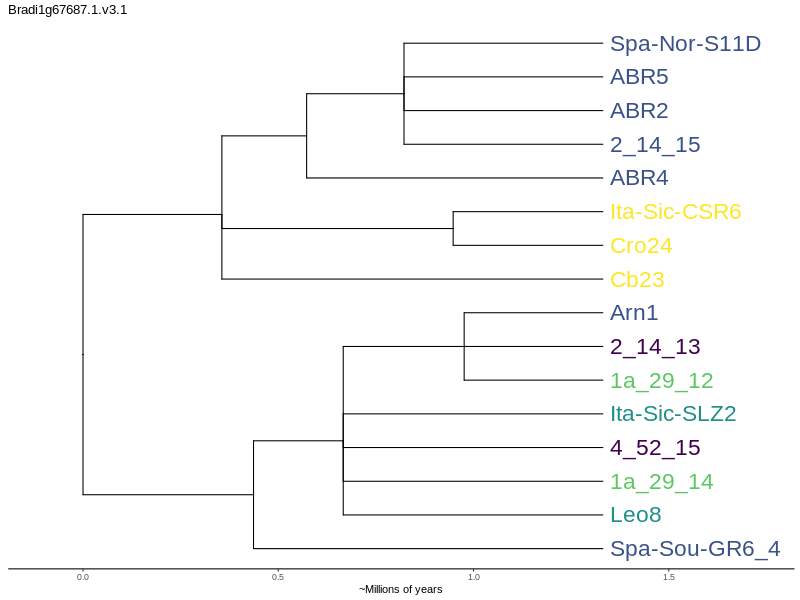 Bradi1g67687.1.v3.1
Spa-Nor-S11D
ABR5
ABR2
2_14_15
ABR4
Ita-Sic-CSR6
Cro24
Cb23
Arn1
2_14_13
1a_29_12
Ita-Sic-SLZ2
4_52_15
1a_29_14
Leo8
Spa-Sou-GR6_4
0.0 0.5 1.0 1.5
~Millions of years